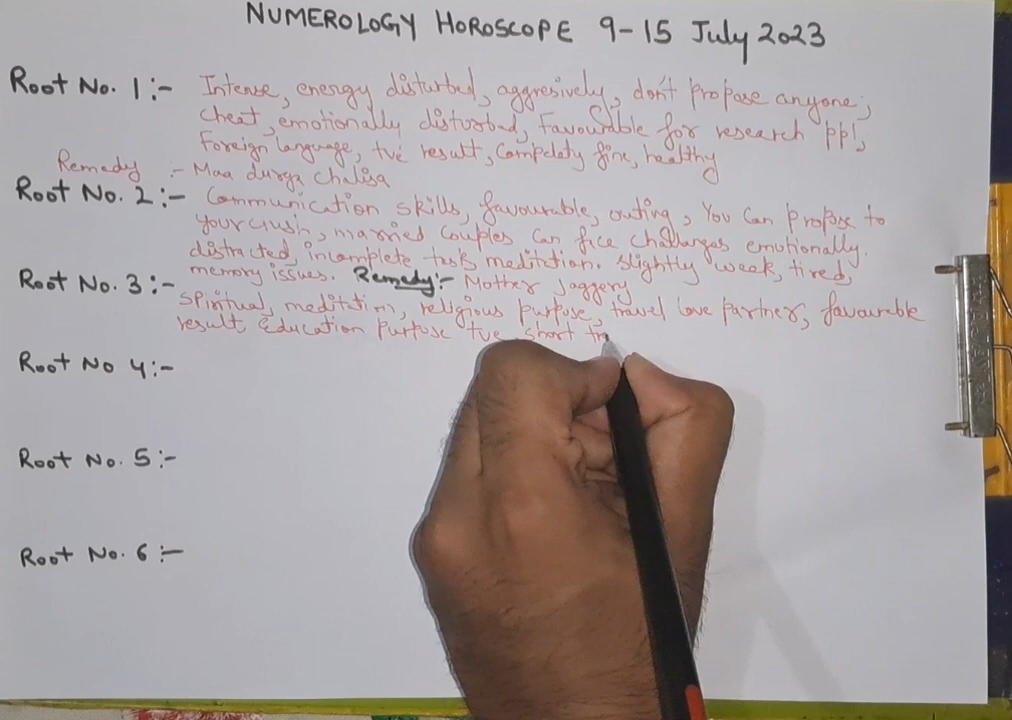 NUMEROLOGY HOROSCOPE 9-15 July 2023
Root No. 1:- Intense, energy disturbed, aggresively, don't propose anyone,
cheat, emotionally disturbed, Favourable for research ppl,
Foreign language, +ve result, Completely fine, healthy
Remedy :- Maa durga Chalisa
Root No. 2:- Communication skills, favourable, outing, You Can propose to
your crush, married couples can face challanges emotionally.
distracted, incomplete task, meditation. slightly week, tired,
memory issues. Remedy:- Mother Jaggery
Root No. 3:- Spiritual, meditation, religious purpose, travel love partner, favourable
result, Education purpose +ve, short tr
Root No 4:-
Root No. 5:-
Root No. 6:-